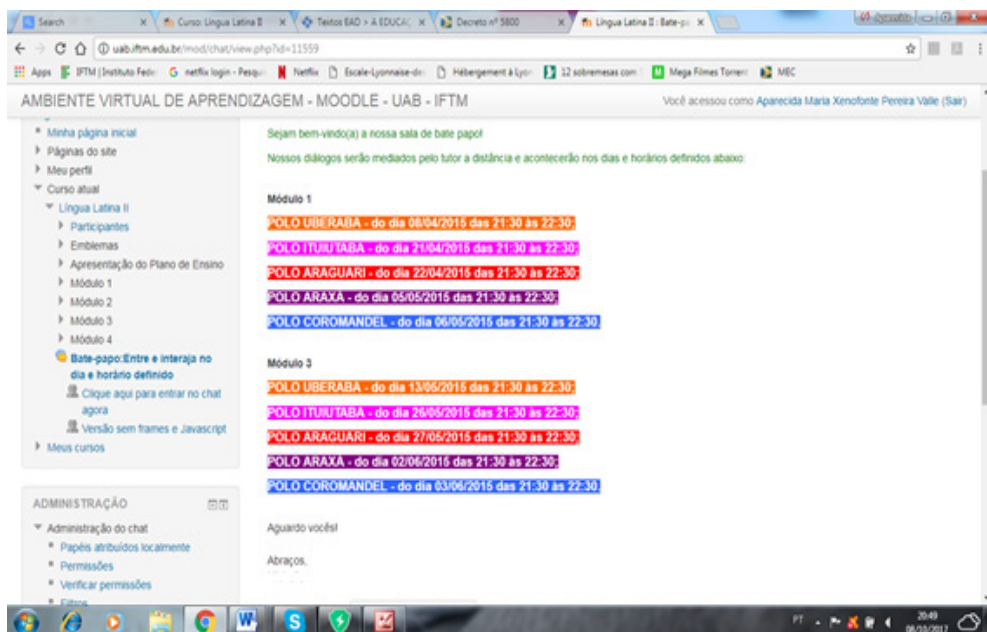 Search
Curso: Língua Latina II
Textos EAD > A EDUCAÇ
Decreto nº 5800
Língua Latina II: Bate-p
uab.iftm.edu.br/mod/chat/view.php?id=11559
Apps
IFTM | Instituto Fede
netflix login - Pesqui
Netflix
Escale-Lyonnaise-de
Hébergement à Lyon
12 sobremesas com
Mega Filmes Torrent
MEC
AMBIENTE VIRTUAL DE APRENDIZAGEM - MOODLE - UAB - IFTM
Você acessou como Aparecida Maria Xenofonte Pereira Valle (Sair)
Minha página inicial
Páginas do site
Meu perfil
Curso atual
Língua Latina II
Participantes
Emblemas
Apresentação do Plano de Ensino
Módulo 1
Módulo 2
Módulo 3
Módulo 4
Bate-papo:Entre e interaja no
dia e horário definido
Clique aqui para entrar no chat
agora
Versão sem frames e Javascript
Meus cursos
ADMINISTRAÇÃO
Administração do chat
Papéis atribuídos localmente
Permissões
Verificar permissões
Filtros
Sejam bem-vindo(a) a nossa sala de bate papo!
Nossos diálogos serão mediados pelo tutor a distância e acontecerão nos dias e horários definidos abaixo:
Módulo 1
POLO UBERABA - do dia 08/04/2015 das 21:30 às 22:30;
POLO ITUIUTABA - do dia 21/04/2015 das 21:30 às 22:30;
POLO ARAGUARI - do dia 22/04/2015 das 21:30 às 22:30;
POLO ARAXÁ - do dia 05/05/2015 das 21:30 às 22:30;
POLO COROMANDEL - do dia 06/05/2015 das 21:30 às 22:30.
Módulo 3
POLO UBERABA - do dia 13/05/2015 das 21:30 às 22:30;
POLO ITUIUTABA - do dia 26/05/2015 das 21:30 às 22:30;
POLO ARAGUARI - do dia 27/05/2015 das 21:30 às 22:30;
POLO ARAXÁ - do dia 02/06/2015 das 21:30 às 22:30;
POLO COROMANDEL - do dia 03/06/2015 das 21:30 às 22:30.
Aguardo vocês!
Abraços,
PT
20:49
06/10/2017